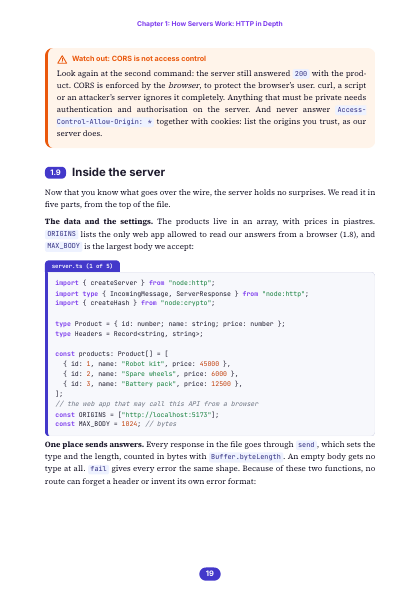 Chapter 1: How Servers Work: HTTP in Depth
Watch out: CORS is not access control
Look again at the second command: the server still answered 200 with the prod-
uct. CORS is enforced by the browser, to protect the browser's user. curl, a script
or an attacker's server ignores it completely. Anything that must be private needs
authentication and authorisation on the server. And never answer Access-
Control-Allow-Origin: * together with cookies: list the origins you trust, as our
server does.
1.9 Inside the server
Now that you know what goes over the wire, the server holds no surprises. We read it in
five parts, from the top of the file.
The data and the settings. The products live in an array, with prices in piastres.
ORIGINS lists the only web app allowed to read our answers from a browser (1.8), and
MAX_BODY is the largest body we accept:
server.ts (1 of 5)
import { createServer } from "node:http";
import type { IncomingMessage, ServerResponse } from "node:http";
import { createHash } from "node:crypto";
type Product = { id: number; name: string; price: number };
type Headers = Record<string, string>;
const products: Product[] = [
{ id: 1, name: "Robot kit", price: 45000 },
{ id: 2, name: "Spare wheels", price: 6000 },
{ id: 3, name: "Battery pack", price: 12500 },
];
// the web app that may call this API from a browser
const ORIGINS = ["http://localhost:5173"];
const MAX_BODY = 1024; // bytes
One place sends answers. Every response in the file goes through send, which sets the
type and the length, counted in bytes with Buffer.byteLength. An empty body gets no
type at all. fail gives every error the same shape. Because of these two functions, no
route can forget a header or invent its own error format:
19